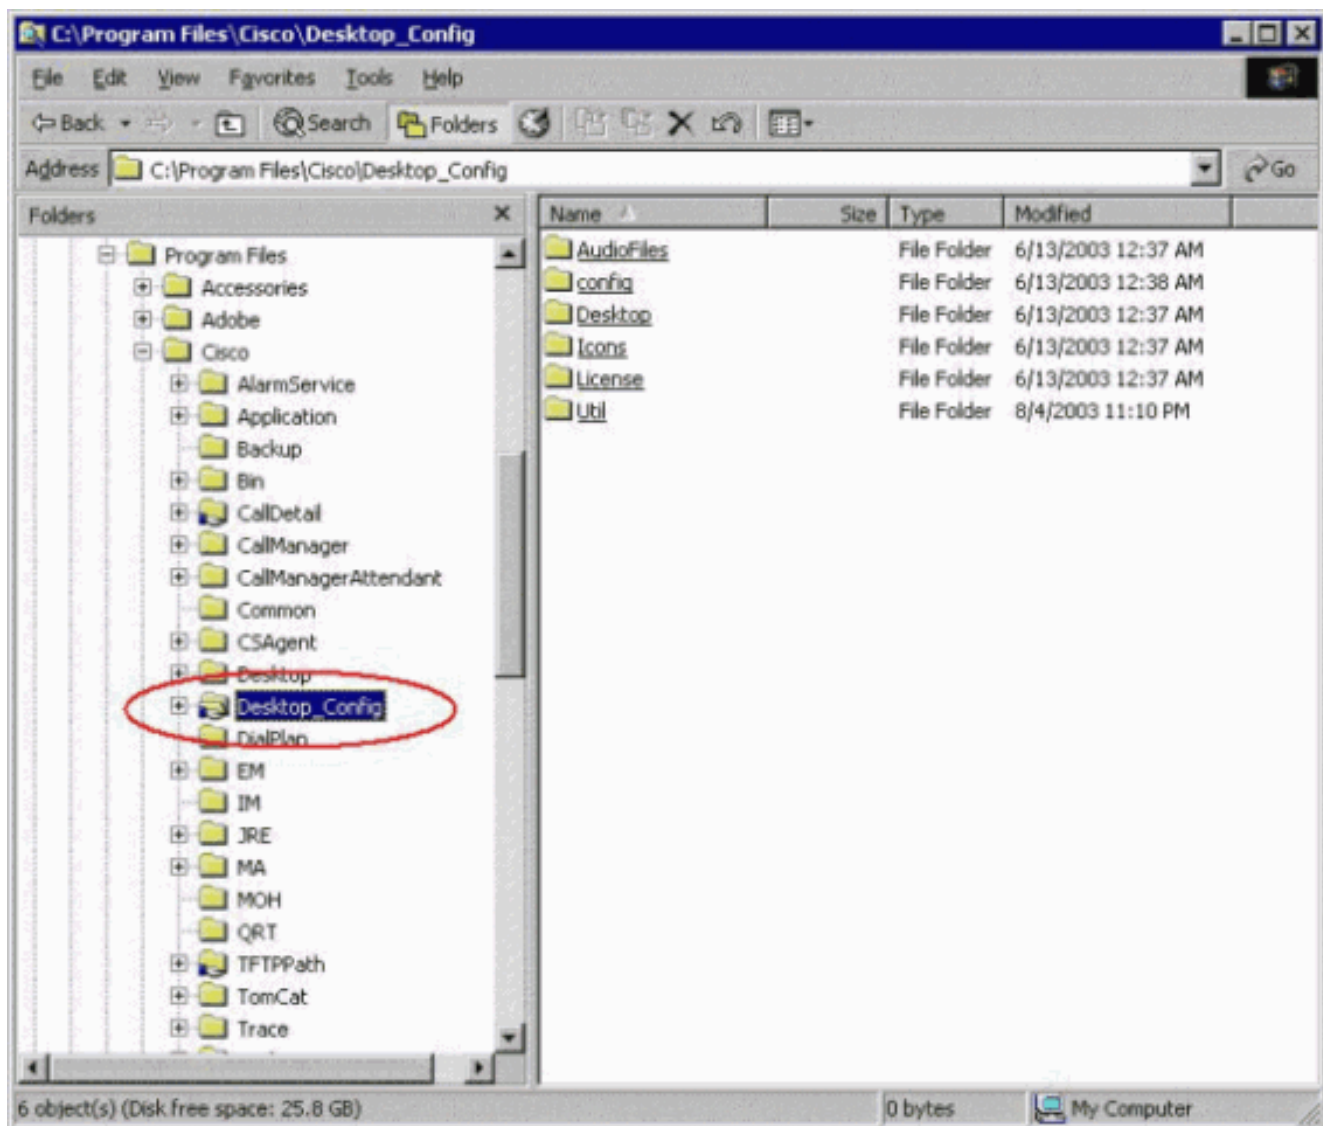 C:\Program Files\Cisco\Desktop_Config
File Edit View Favorites Tools Help
Back Search Folders
Address C:\Program Files\Cisco\Desktop_Config Go
Folders
Program Files
Accessories
Adobe
Cisco
AlarmService
Application
Backup
Bin
CallDetail
CallManager
CallManagerAttendant
Common
CSAgent
Desktop
Desktop_Config
DialPlan
EM
IM
JRE
MA
MOH
QRT
TFTPPath
TomCat
Trace
Name Size Type Modified
AudioFiles File Folder 6/13/2003 12:37 AM
config File Folder 6/13/2003 12:38 AM
Desktop File Folder 6/13/2003 12:37 AM
Icons File Folder 6/13/2003 12:37 AM
License File Folder 6/13/2003 12:37 AM
Util File Folder 8/4/2003 11:10 PM
6 object(s) (Disk free space: 25.8 GB) 0 bytes My Computer